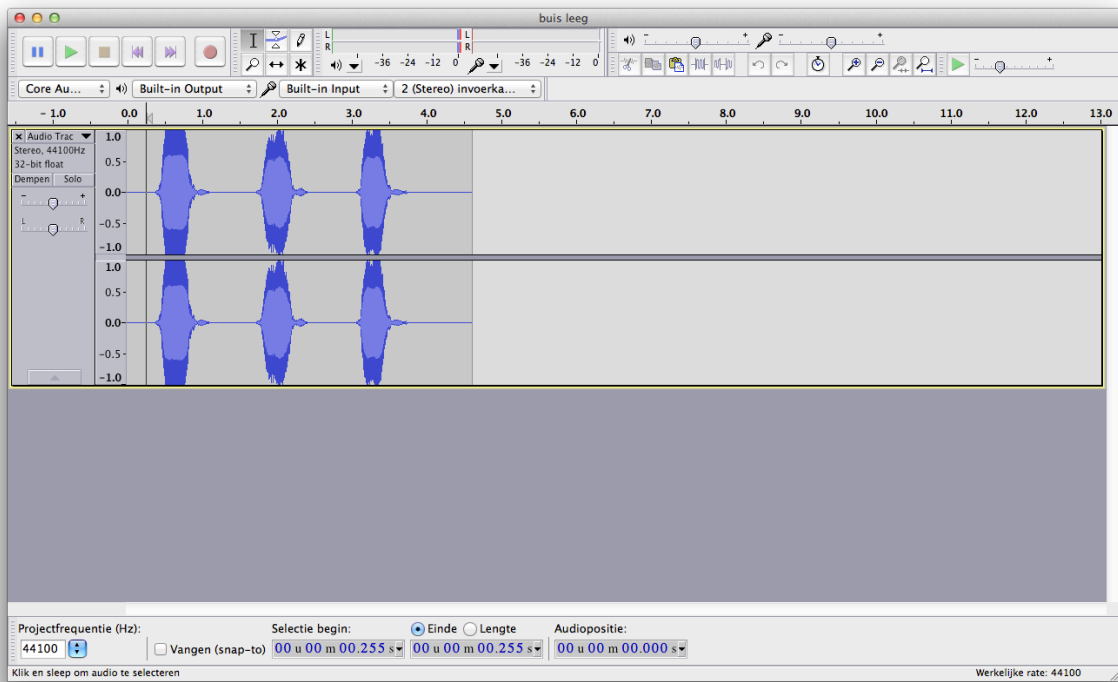 buis leeg
L
R
-36 -24 -12 0
L
R
-36 -24 -12 0
- +
- +
- +
Core Au...
Built-in Output
Built-in Input
2 (Stereo) invoerka...
- 1.0 0.0 1.0 2.0 3.0 4.0 5.0 6.0 7.0 8.0 9.0 10.0 11.0 12.0 13.0
Audio Trac
Stereo, 44100Hz
32-bit float
Dempen Solo
- +
L R
1.0
0.5-
0.0-
-0.5-
-1.0
1.0
0.5-
0.0-
-0.5-
-1.0
Projectfrequentie (Hz): Selectie begin: Einde Lengte Audiopositie:
44100 Vangen (snap-to) 00 u 00 m 00.255 s 00 u 00 m 00.255 s 00 u 00 m 00.000 s
Klik en sleep om audio te selecteren Werkelijke rate: 44100